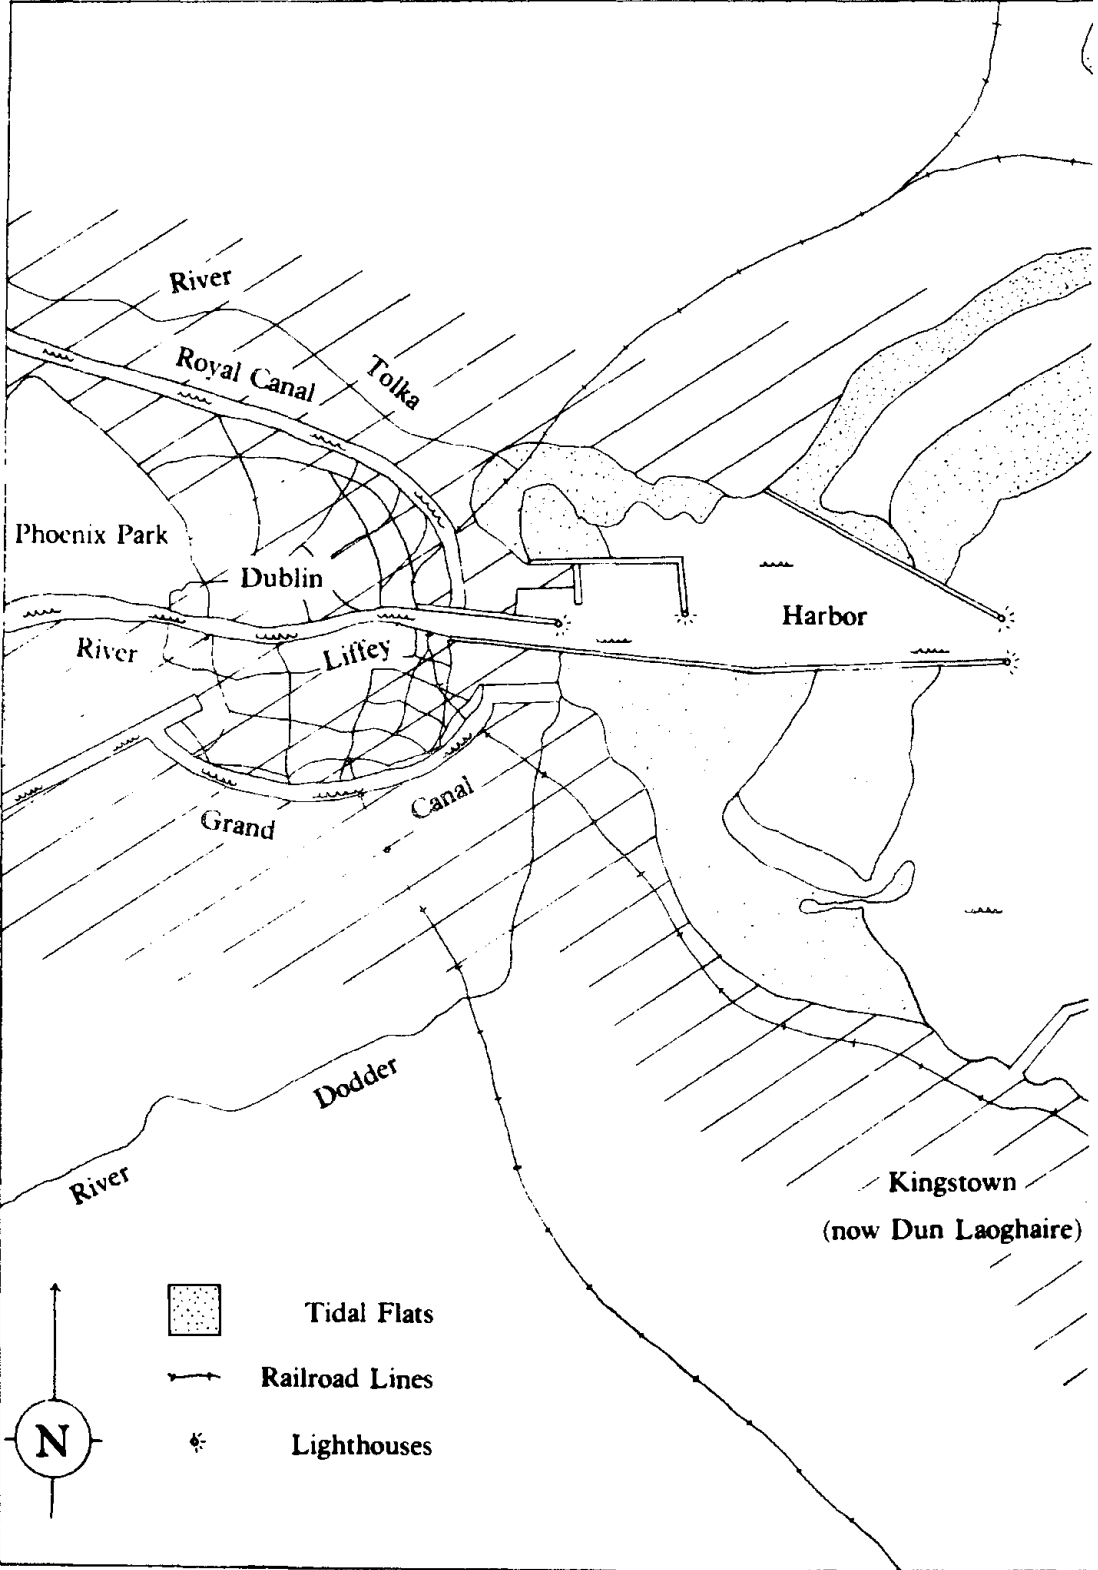 River
Tolka
Royal Canal
Phoenix Park
Dublin
Harbor
River
Liffey
Grand
Canal
Dodder
River
Kingstown
(now Dun Laoghaire)
Tidal Flats
Railroad Lines
Lighthouses
N